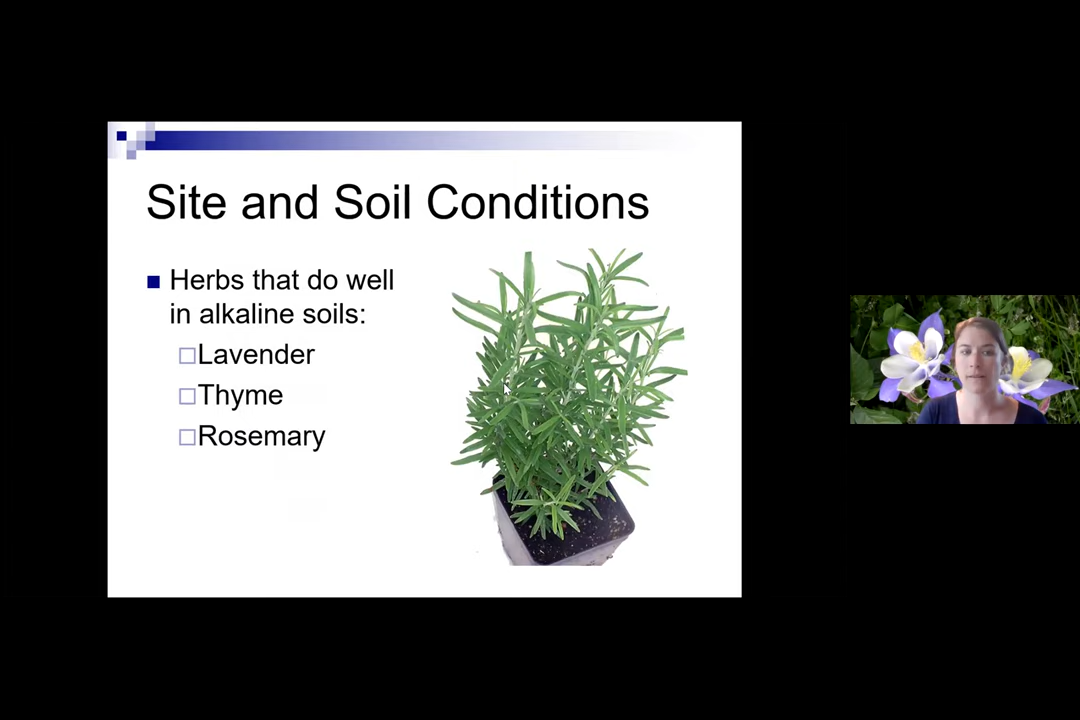 Site and Soil Conditions
Herbs that do well
in alkaline soils:
Lavender
Thyme
Rosemary